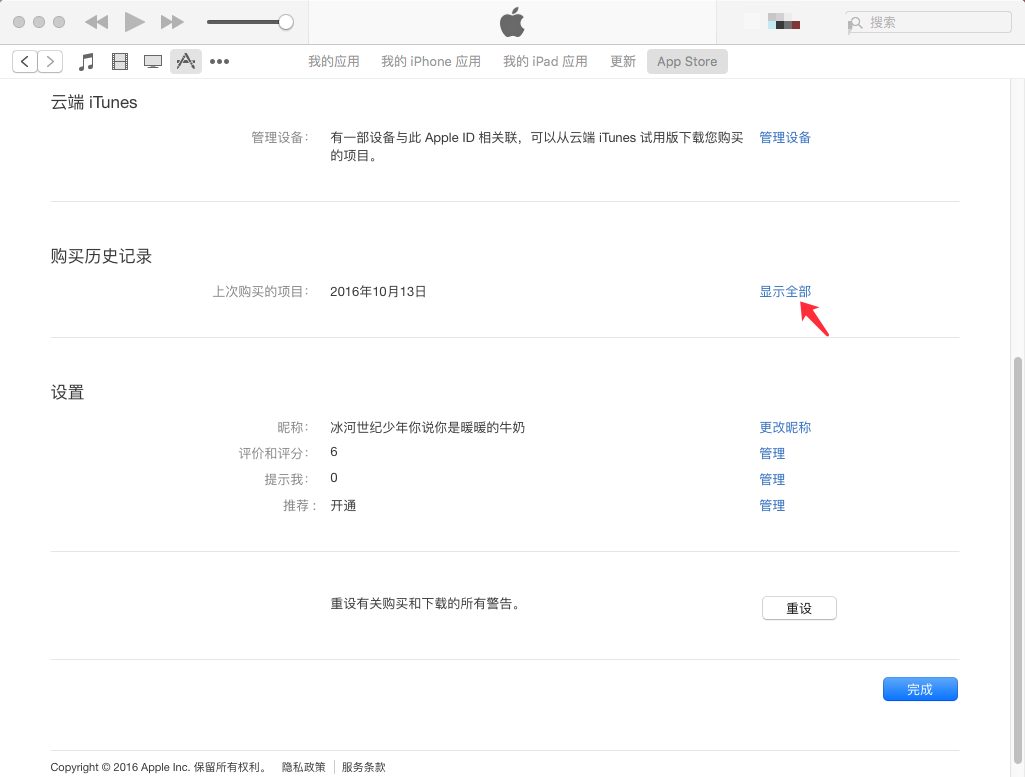 搜索
我的应用 我的 iPhone 应用 我的 iPad 应用 更新 App Store
云端 iTunes
管理设备： 有一部设备与此 Apple ID 相关联，可以从云端 iTunes 试用版下载您购买 管理设备
的项目。
购买历史记录
上次购买的项目： 2016年10月13日 显示全部
设置
昵称： 冰河世纪少年你说你是暖暖的牛奶 更改昵称
评价和评分： 6 管理
提示我： 0 管理
推荐： 开通 管理
重设有关购买和下载的所有警告。 重设
完成
Copyright © 2016 Apple Inc. 保留所有权利。 隐私政策 服务条款